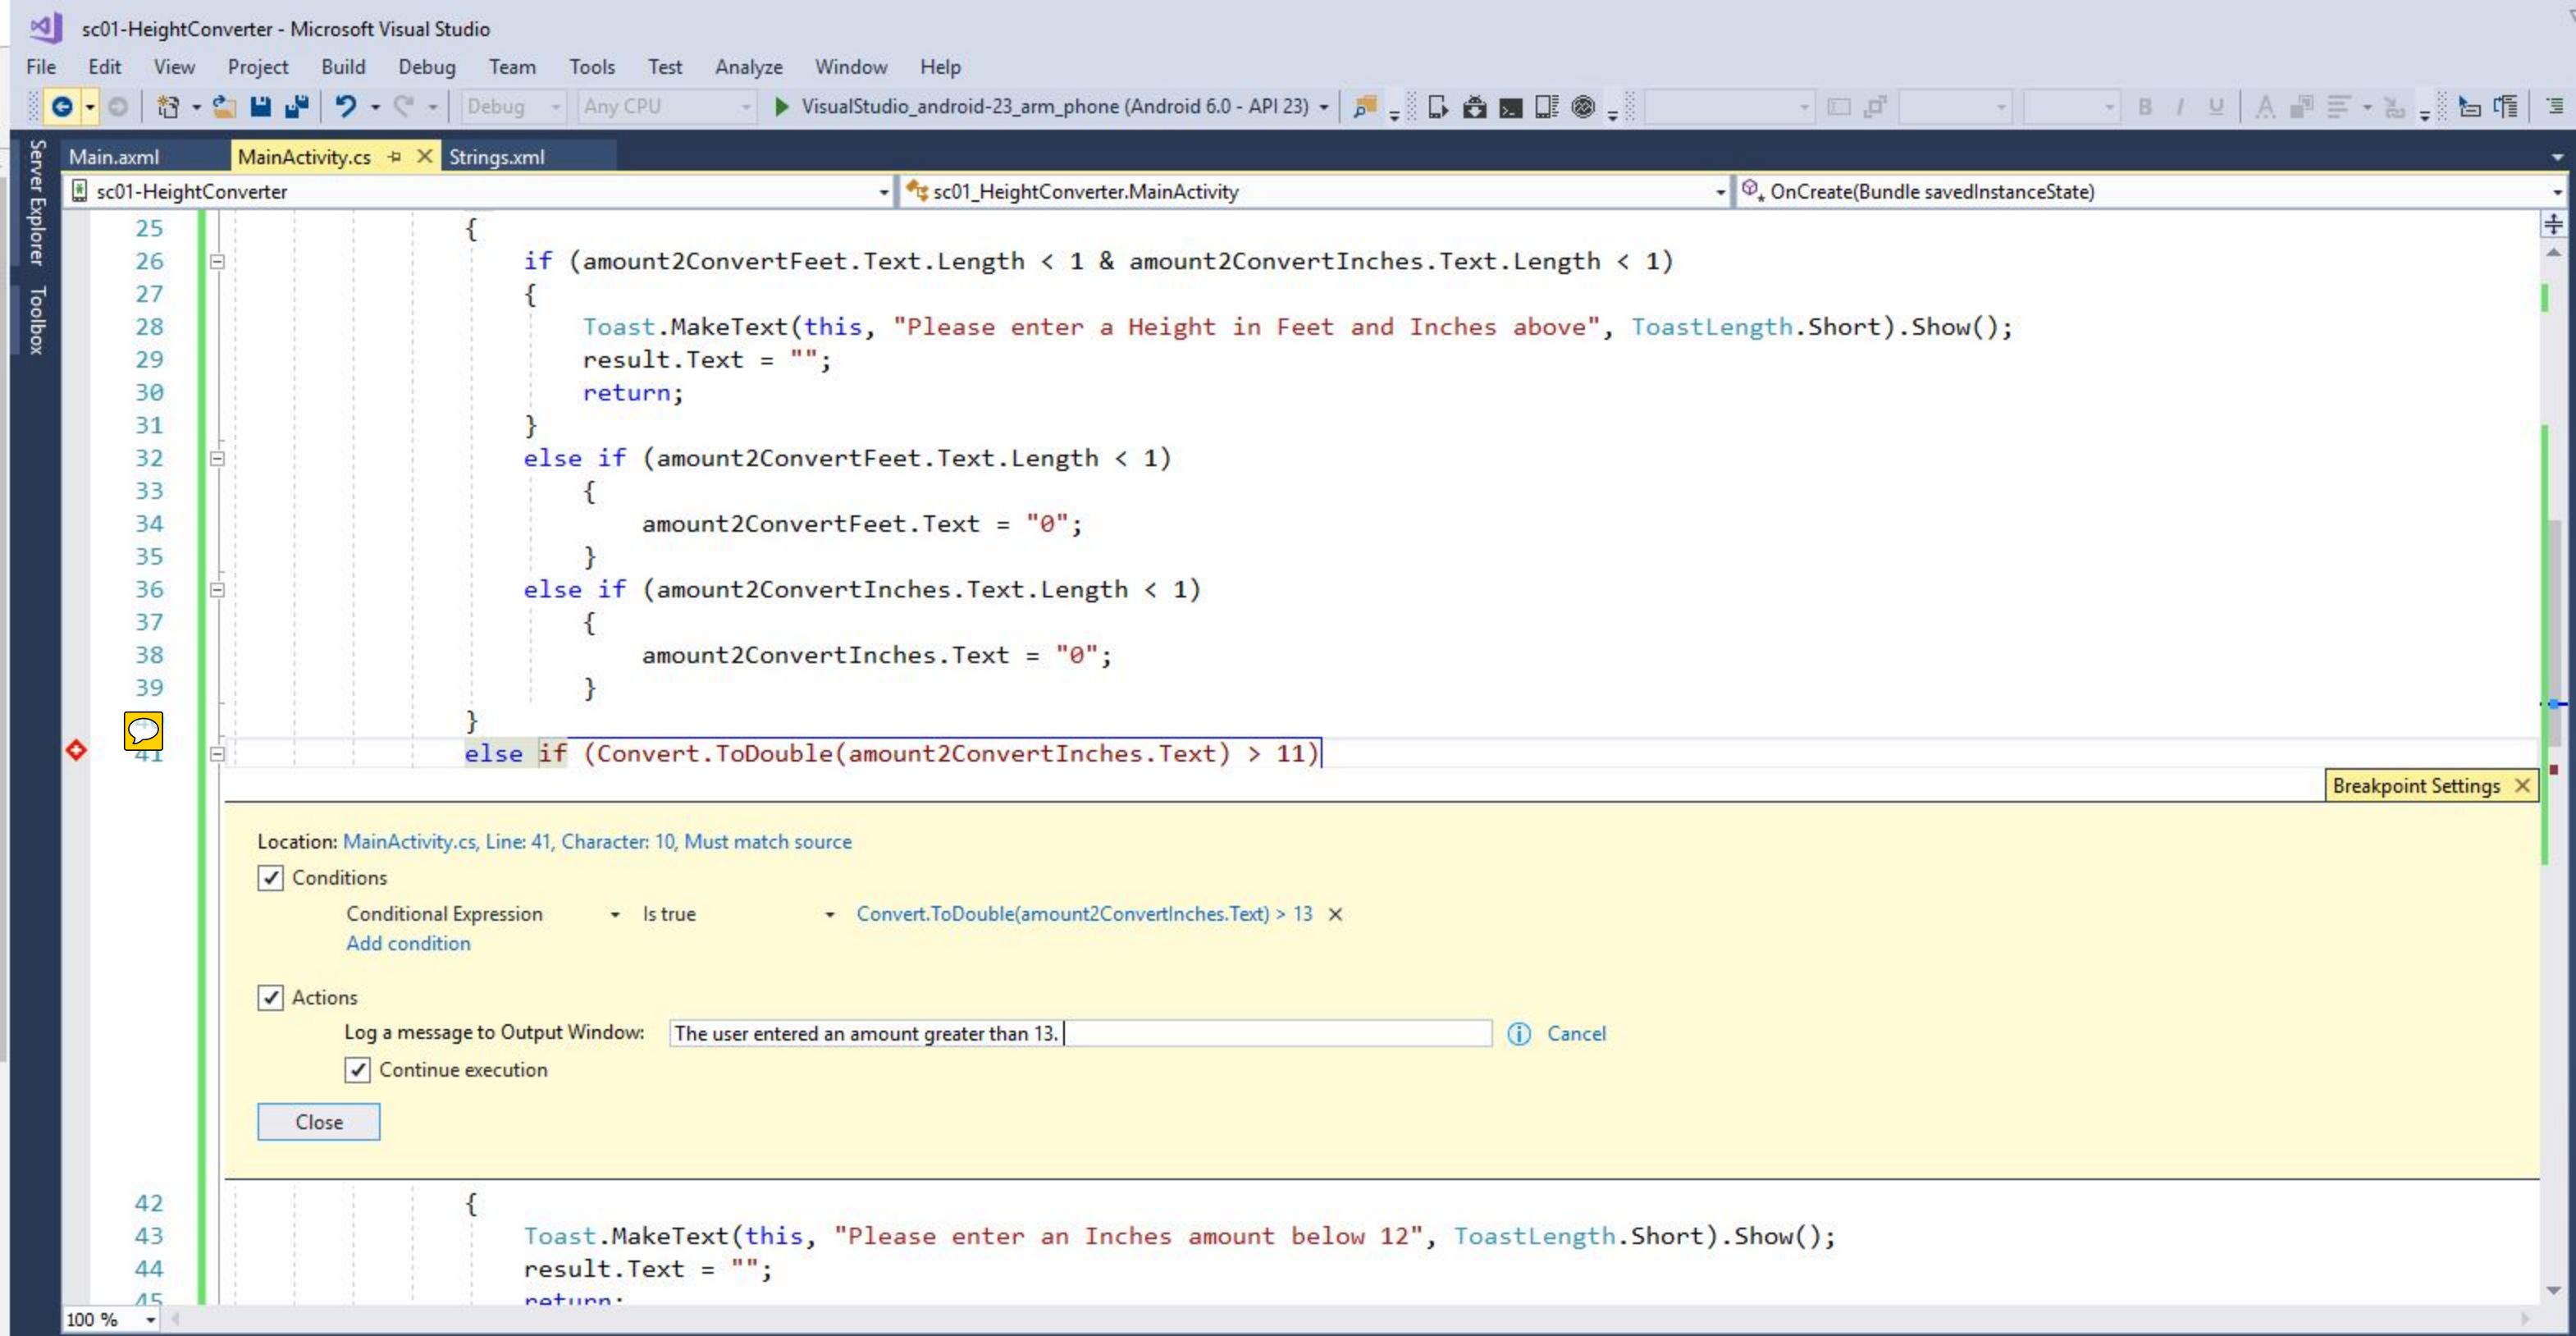 sc01-HeightConverter - Microsoft Visual Studio
File Edit View Project Build Debug Team Tools Test Analyze Window Help
Debug Any CPU VisualStudio_android-23_arm_phone (Android 6.0 - API 23) B I U A
Server Explorer
Toolbox
Main.axml MainActivity.cs Strings.xml
sc01-HeightConverter sc01_HeightConverter.MainActivity OnCreate(Bundle savedInstanceState)
25 {
26 if (amount2ConvertFeet.Text.Length < 1 & amount2ConvertInches.Text.Length < 1)
27 {
28 Toast.MakeText(this, "Please enter a Height in Feet and Inches above", ToastLength.Short).Show();
29 result.Text = "";
30 return;
31 }
32 else if (amount2ConvertFeet.Text.Length < 1)
33 {
34 amount2ConvertFeet.Text = "0";
35 }
36 else if (amount2ConvertInches.Text.Length < 1)
37 {
38 amount2ConvertInches.Text = "0";
39 }
}
41 else if (Convert.ToDouble(amount2ConvertInches.Text) > 11)
Breakpoint Settings
Location: MainActivity.cs, Line: 41, Character: 10, Must match source
Conditions
Conditional Expression Is true Convert.ToDouble(amount2ConvertInches.Text) > 13
Add condition
Actions
Log a message to Output Window: The user entered an amount greater than 13. Cancel
Continue execution
Close
42 {
43 Toast.MakeText(this, "Please enter an Inches amount below 12", ToastLength.Short).Show();
44 result.Text = "";
45 return;
100 %